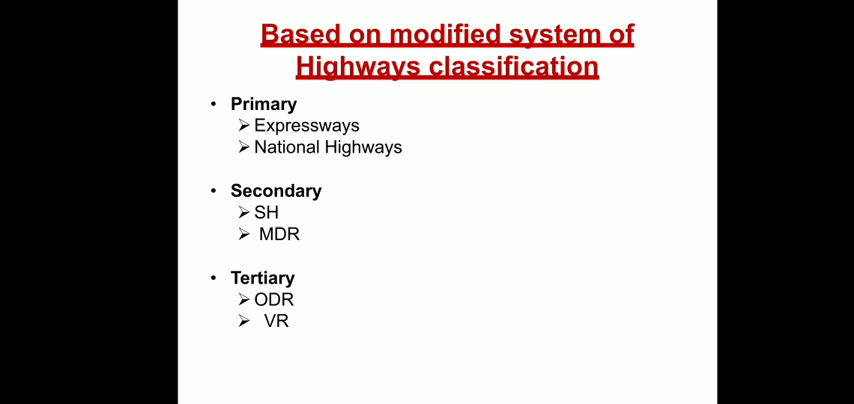 Based on modified system of
Highways classification
• Primary
➢ Expressways
➢ National Highways
• Secondary
➢ SH
➢ MDR
• Tertiary
➢ ODR
➢ VR